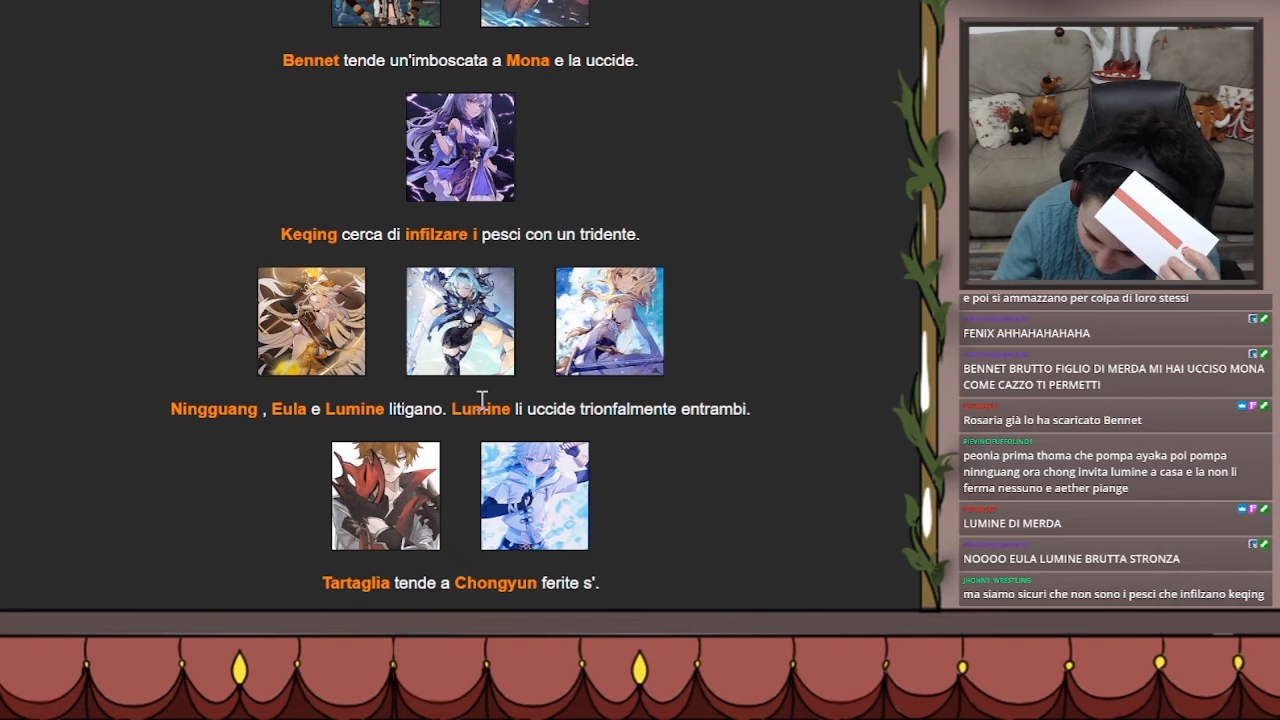 Bennet tende un'imboscata a Mona e la uccide.
Keqing cerca di infilzare i pesci con un tridente.
Ningguang , Eula e Lumine litigano. Lumine li uccide trionfalmente entrambi.
Tartaglia tende a Chongyun ferite s'.
e poi si ammazzano per colpa di loro stessi
FENIX AHHAHAHAHAHA
BENNET BRUTTO FIGLIO DI MERDA MI HAI UCCISO MONA
COME CAZZO TI PERMETTI
Rosaria già lo ha scaricato Bennet
PIEVINCIFUFFOLINO1
peonia prima thoma che pompa ayaka poi pompa
ninnguang ora chong invita lumine a casa e la non li
ferma nessuno e aether piange
LUMINE DI MERDA
NOOOO EULA LUMINE BRUTTA STRONZA
JHONNY_WRESTLING
ma siamo sicuri che non sono i pesci che infilzano keqing